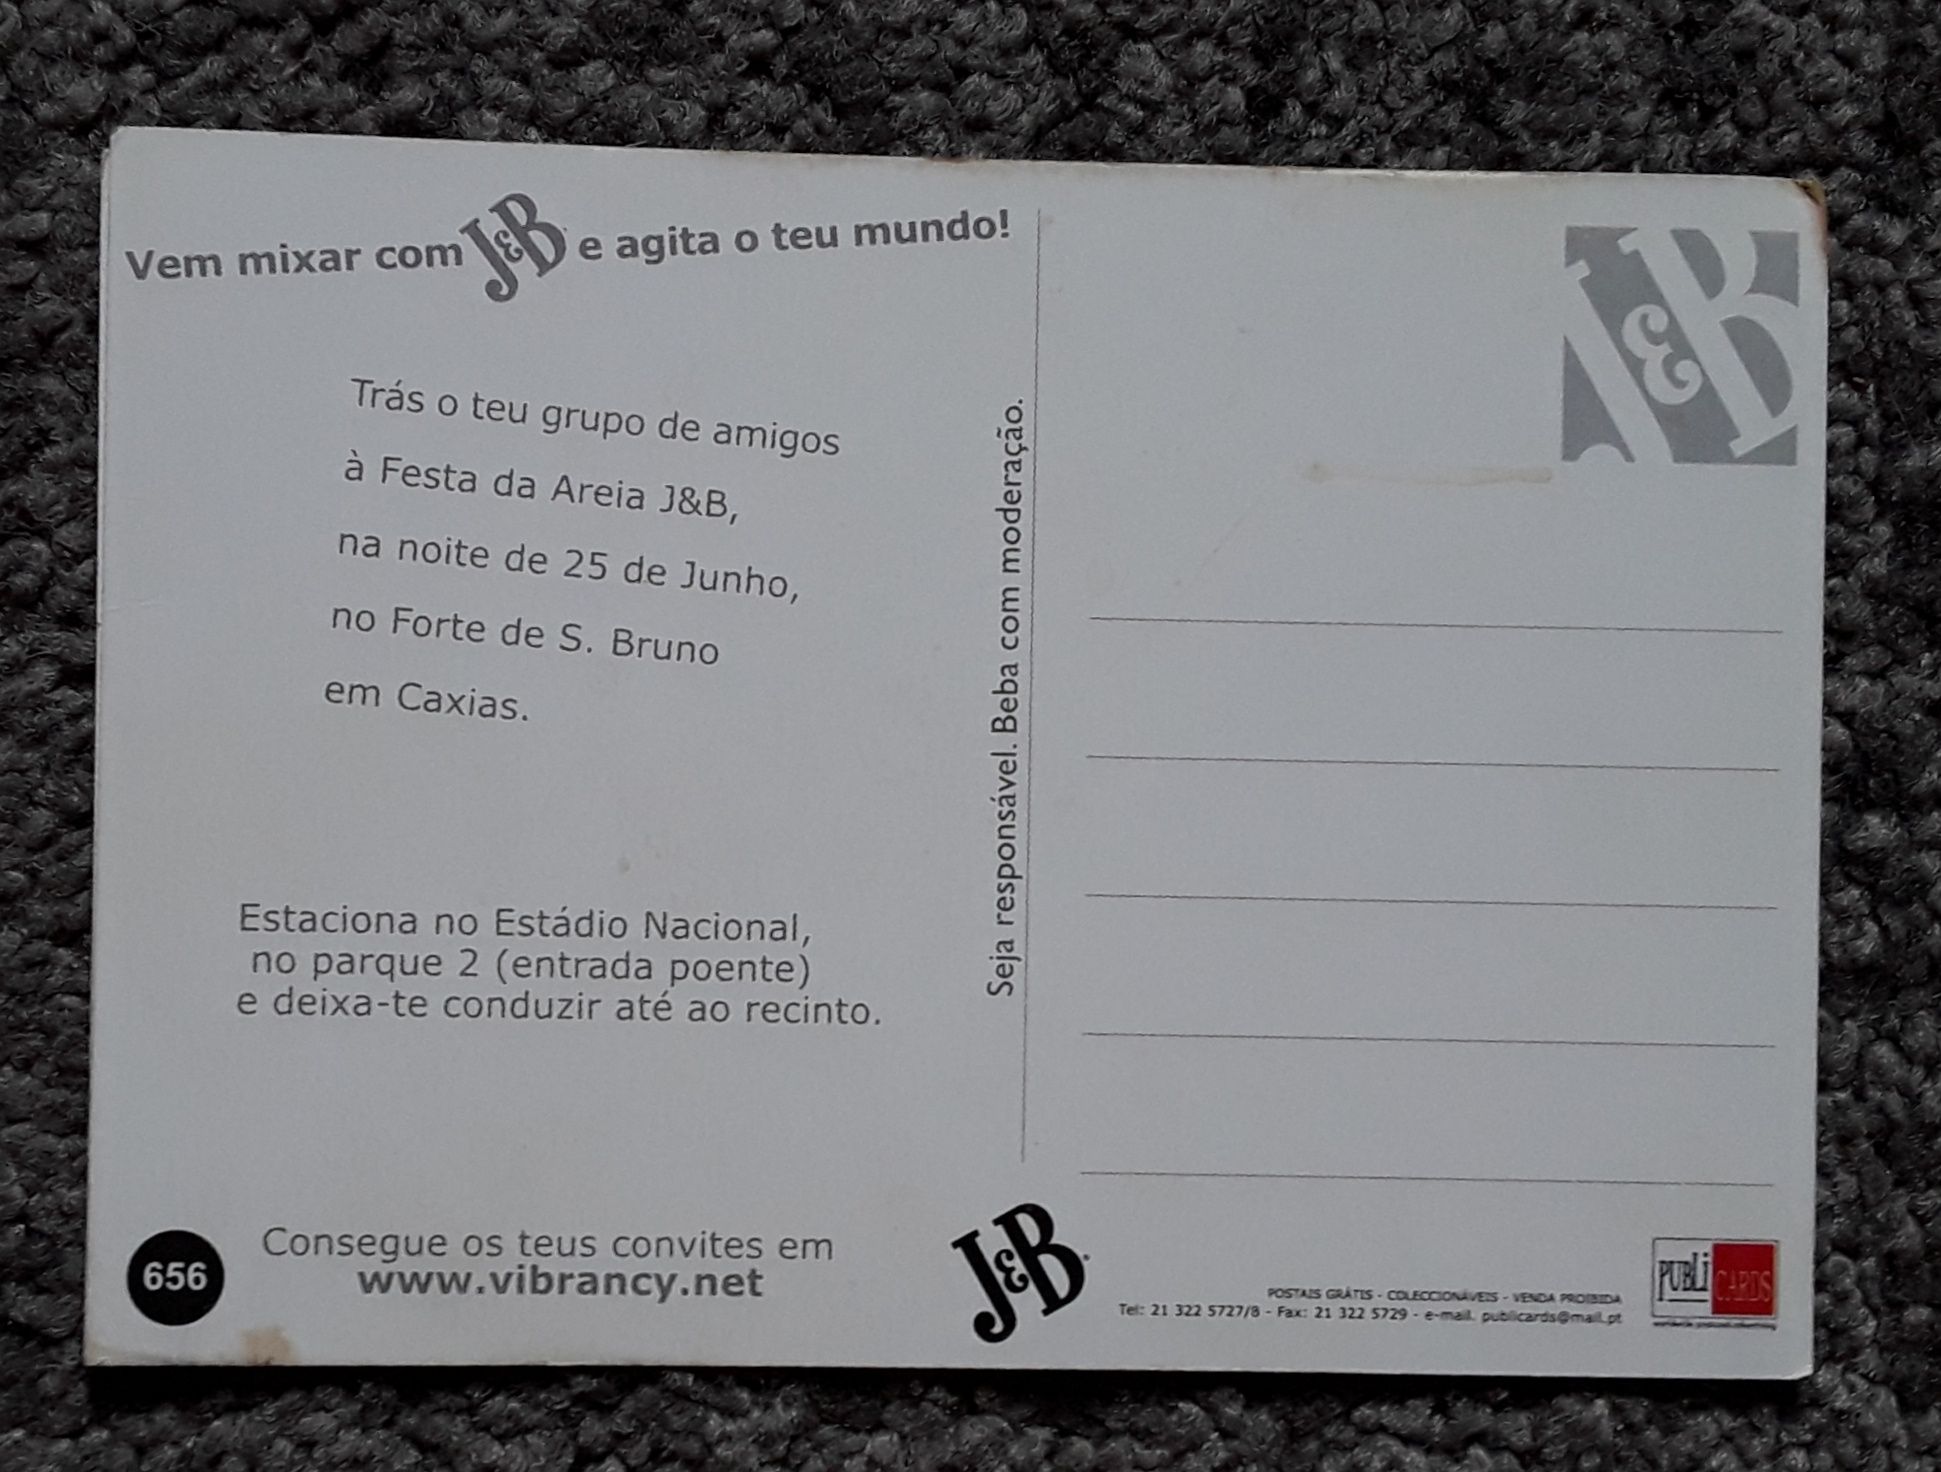 Vem mixar com J&B e agita o teu mundo!
Trás o teu grupo de amigos
à Festa da Areia J&B,
na noite de 25 de Junho,
no Forte de S. Bruno
em Caxias.
Estaciona no Estádio Nacional,
no parque 2 (entrada poente)
e deixa-te conduzir até ao recinto.
656
Consegue os teus convites em
www.vibrancy.net
Seja responsável. Beba com moderação.
J&B
J&B
POSTAIS GRÁTIS - COLECCIONÁVEIS - VENDA PROIBIDA
Tel: 21 322 5727/8 - Fax: 21 322 5729 - e-mail. publicards@mail.pt
PUBLI CARDS